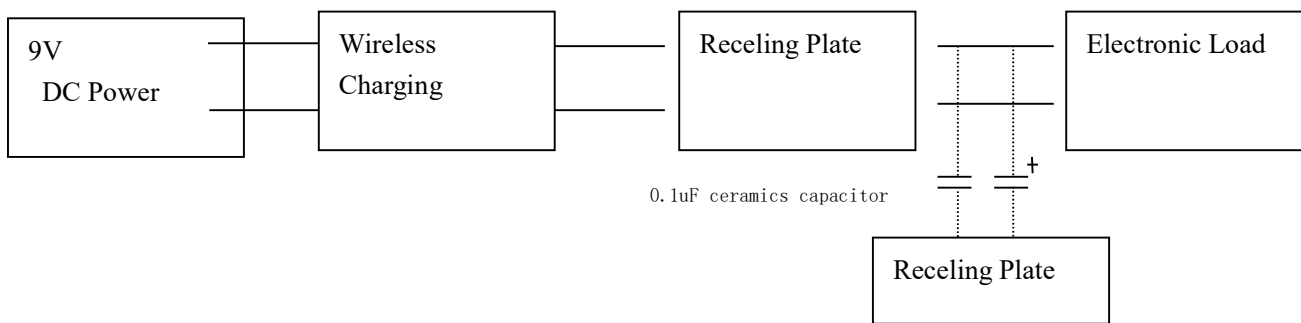 9V
DC Power
Wireless
Charging
Receling Plate
Electronic Load
+
0.1uF ceramics capacitor
Receling Plate